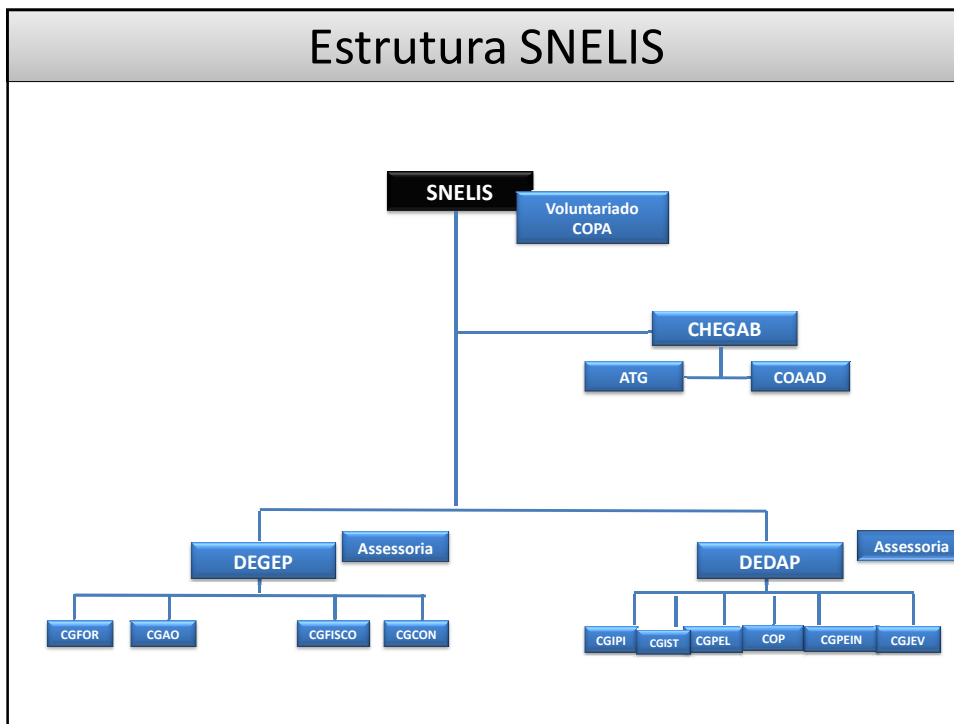 Estrutura SNELIS
SNELIS
Voluntariado
COPA
CHEGAB
ATG
COAAD
DEGEP
Assessoria
DEDAP
Assessoria
CGFOR
CGAO
CGFISCO
CGCON
CGIPI
CGIST
CGPEL
COP
CGPEIN
CGJEV